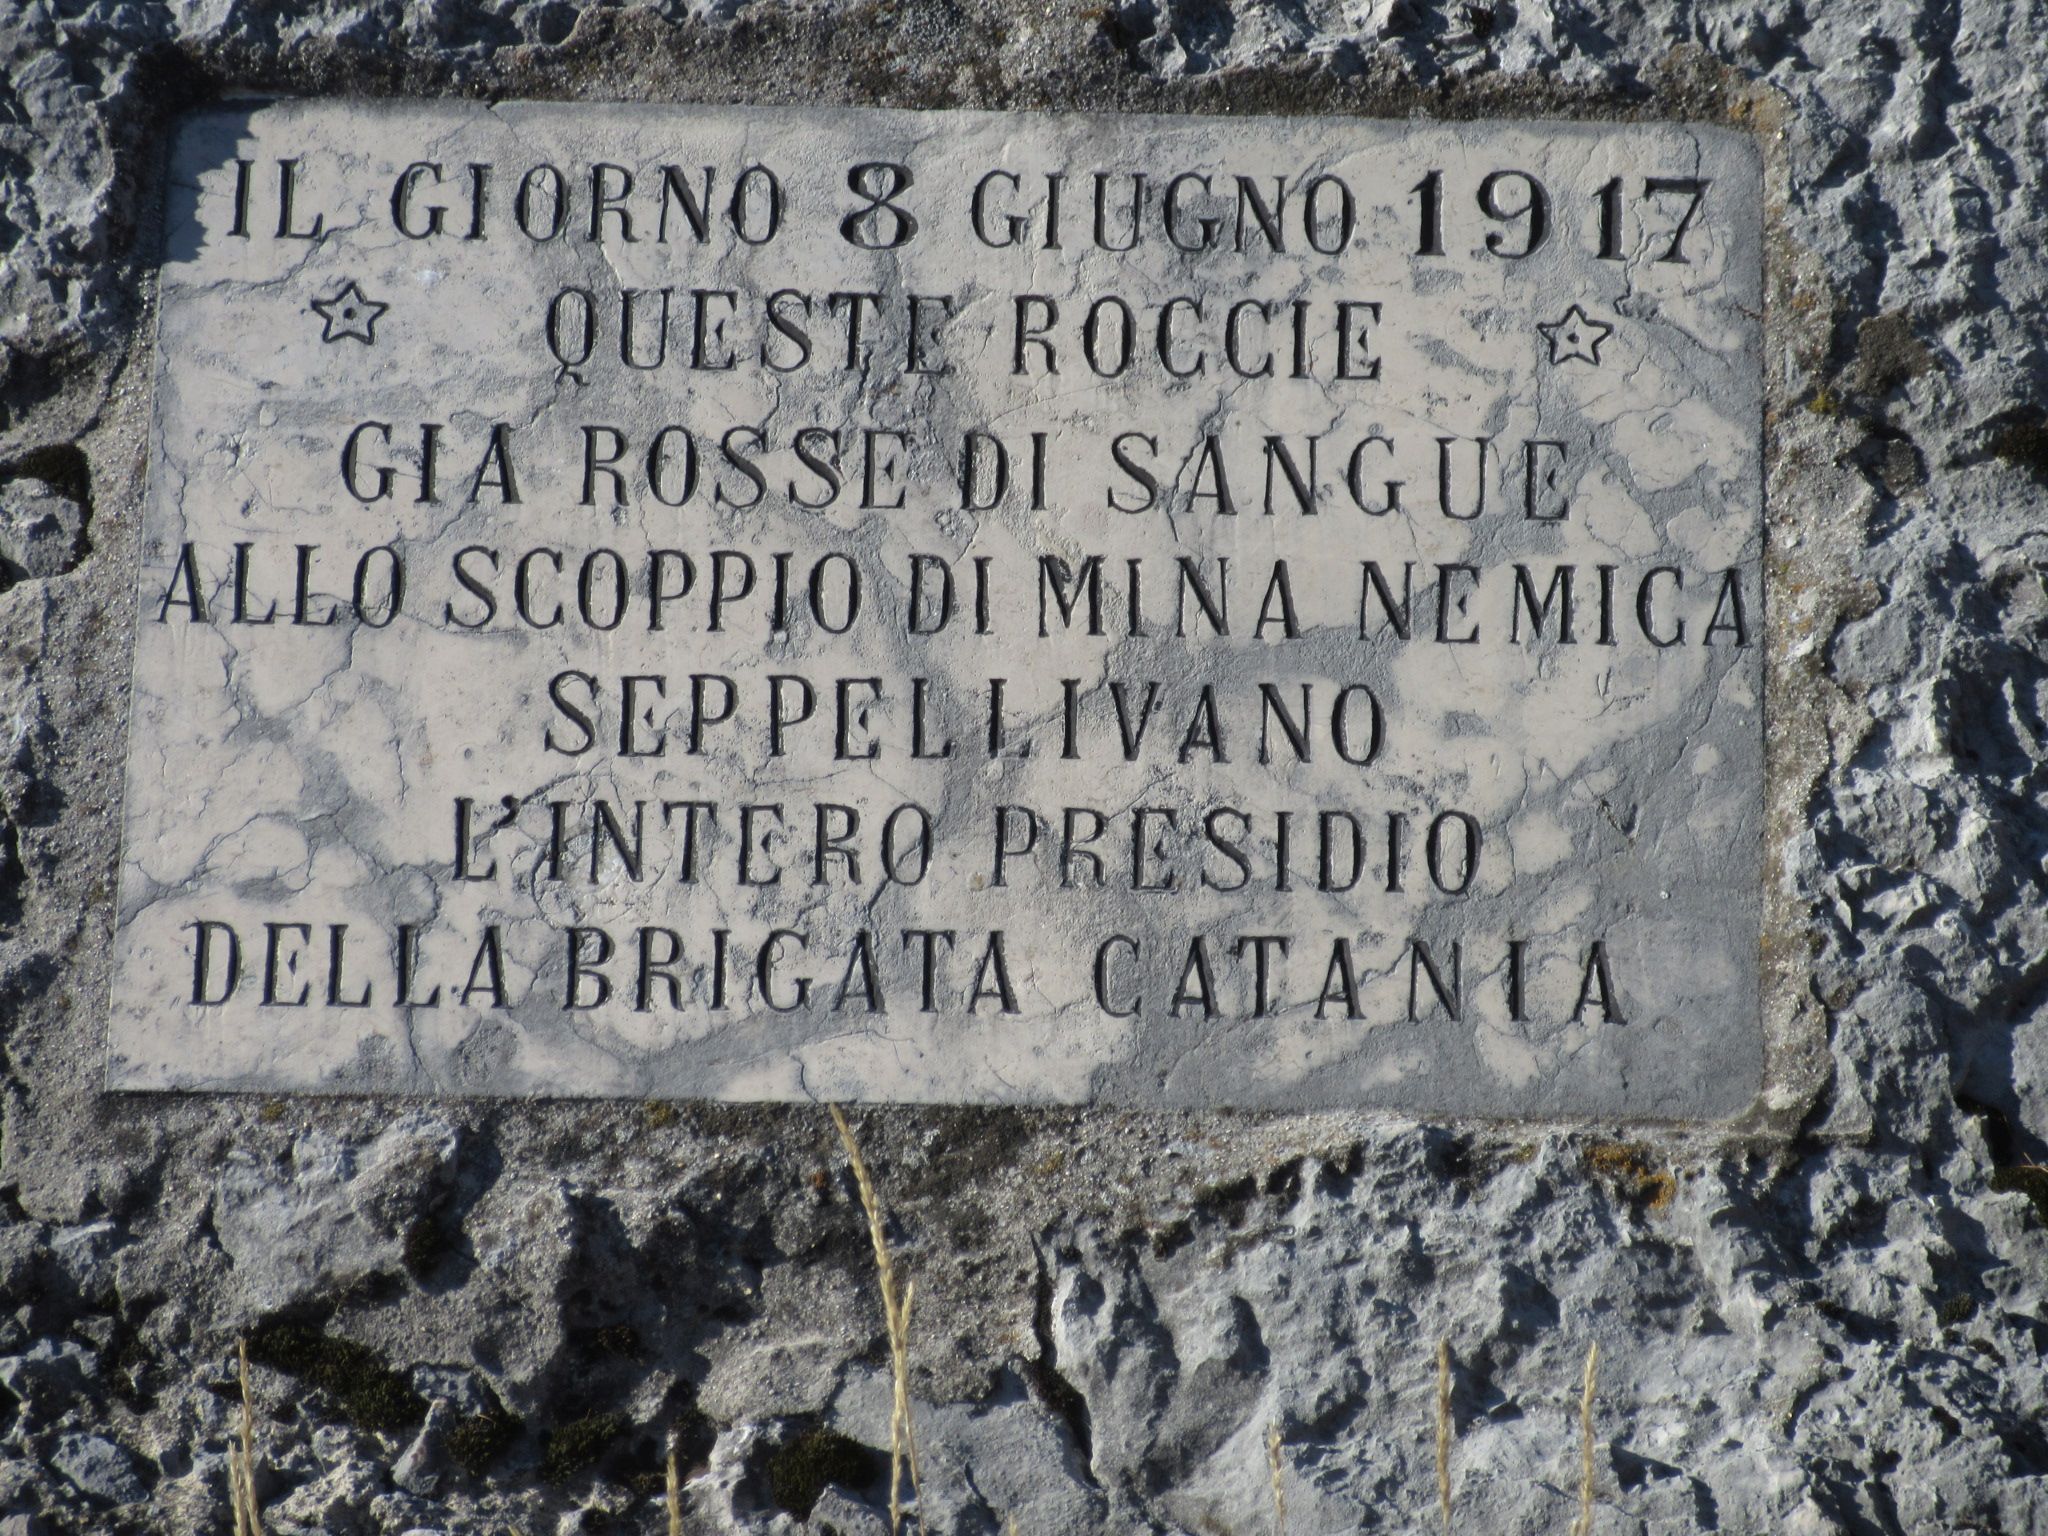 IL GIORNO 8 GIUGNO 1917
QUESTE ROCCIE
GIA ROSSE DI SANGUE
ALLO SCOPPIO DI MINA NEMICA
SEPPELLIVANO
L'INTERO PRESIDIO
DELLA BRIGATA CATANIA